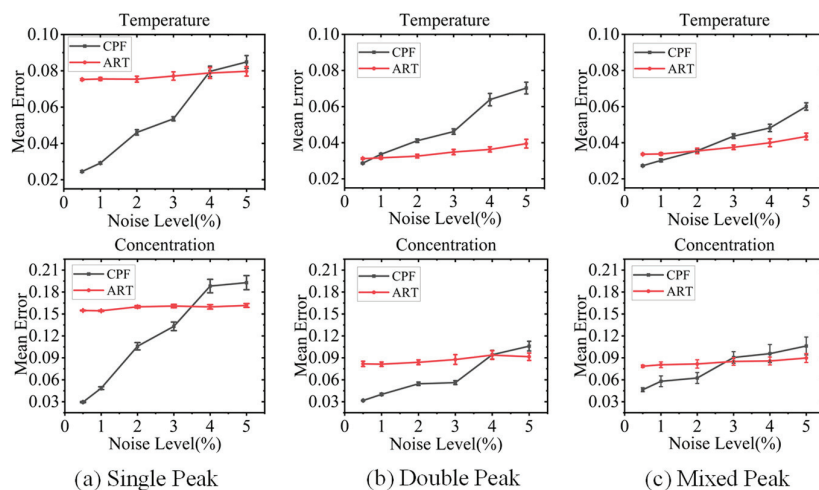 Temperature
CPF
ART
Mean Error
0.10
0.08
0.06
0.04
0.02
0 1 2 3 4 5
Noise Level(%)
Temperature
CPF
ART
Mean Error
0.10
0.08
0.06
0.04
0.02
0 1 2 3 4 5
Noise Level(%)
Temperature
CPF
ART
Mean Error
0.10
0.08
0.06
0.04
0.02
0 1 2 3 4 5
Noise Level(%)
Concentration
CPF
ART
Mean Error
0.21
0.18
0.15
0.12
0.09
0.06
0.03
0 1 2 3 4 5
Noise Level(%)
Concentration
CPF
ART
Mean Error
0.21
0.18
0.15
0.12
0.09
0.06
0.03
0 1 2 3 4 5
Noise Level(%)
Concentration
CPF
ART
Mean Error
0.21
0.18
0.15
0.12
0.09
0.06
0.03
0 1 2 3 4 5
Noise Level(%)
(a) Single Peak
(b) Double Peak
(c) Mixed Peak